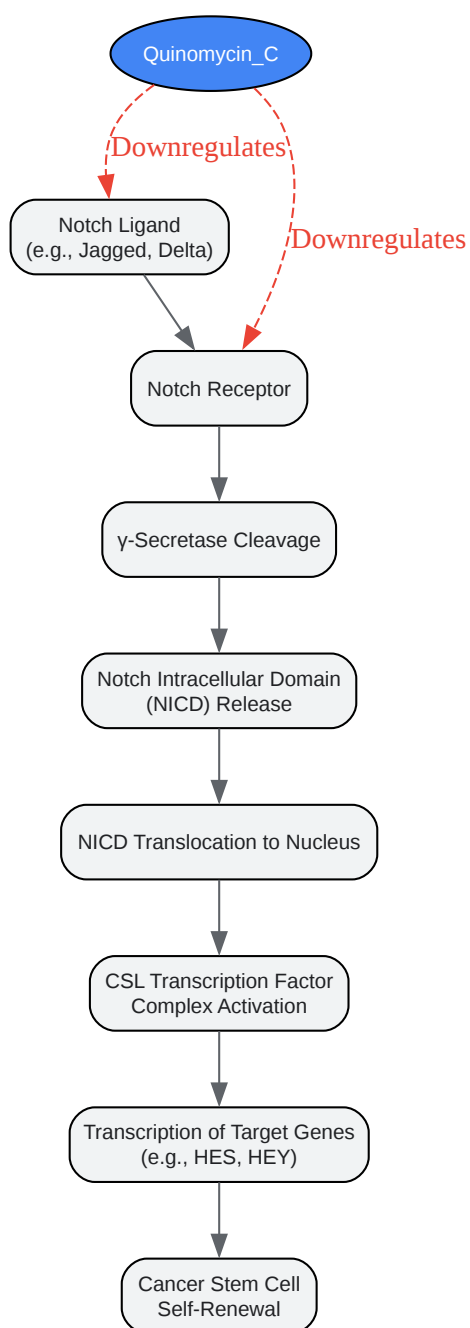 Quinomycin_C
Downregulates
Notch Ligand
(e.g., Jagged, Delta)
Downregulates
Notch Receptor
γ-Secretase Cleavage
Notch Intracellular Domain
(NICD) Release
NICD Translocation to Nucleus
CSL Transcription Factor
Complex Activation
Transcription of Target Genes
(e.g., HES, HEY)
Cancer Stem Cell
Self-Renewal